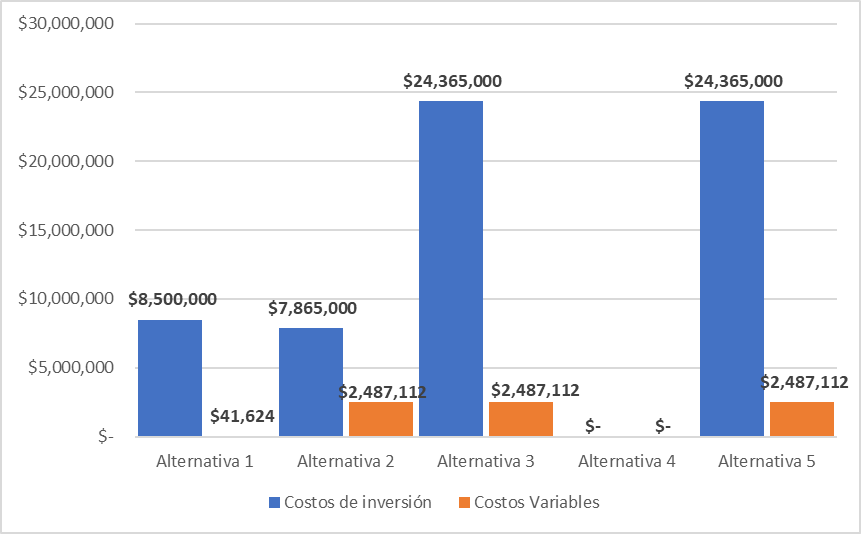 $30,000,000
$25,000,000
$20,000,000
$15,000,000
$10,000,000
$5,000,000
$-
$8,500,000
$41,624
$7,865,000
$2,487,112
$24,365,000
$2,487,112
$-
$-
$24,365,000
$2,487,112
Alternativa 1
Alternativa 2
Alternativa 3
Alternativa 4
Alternativa 5
Costos de inversión
Costos Variables